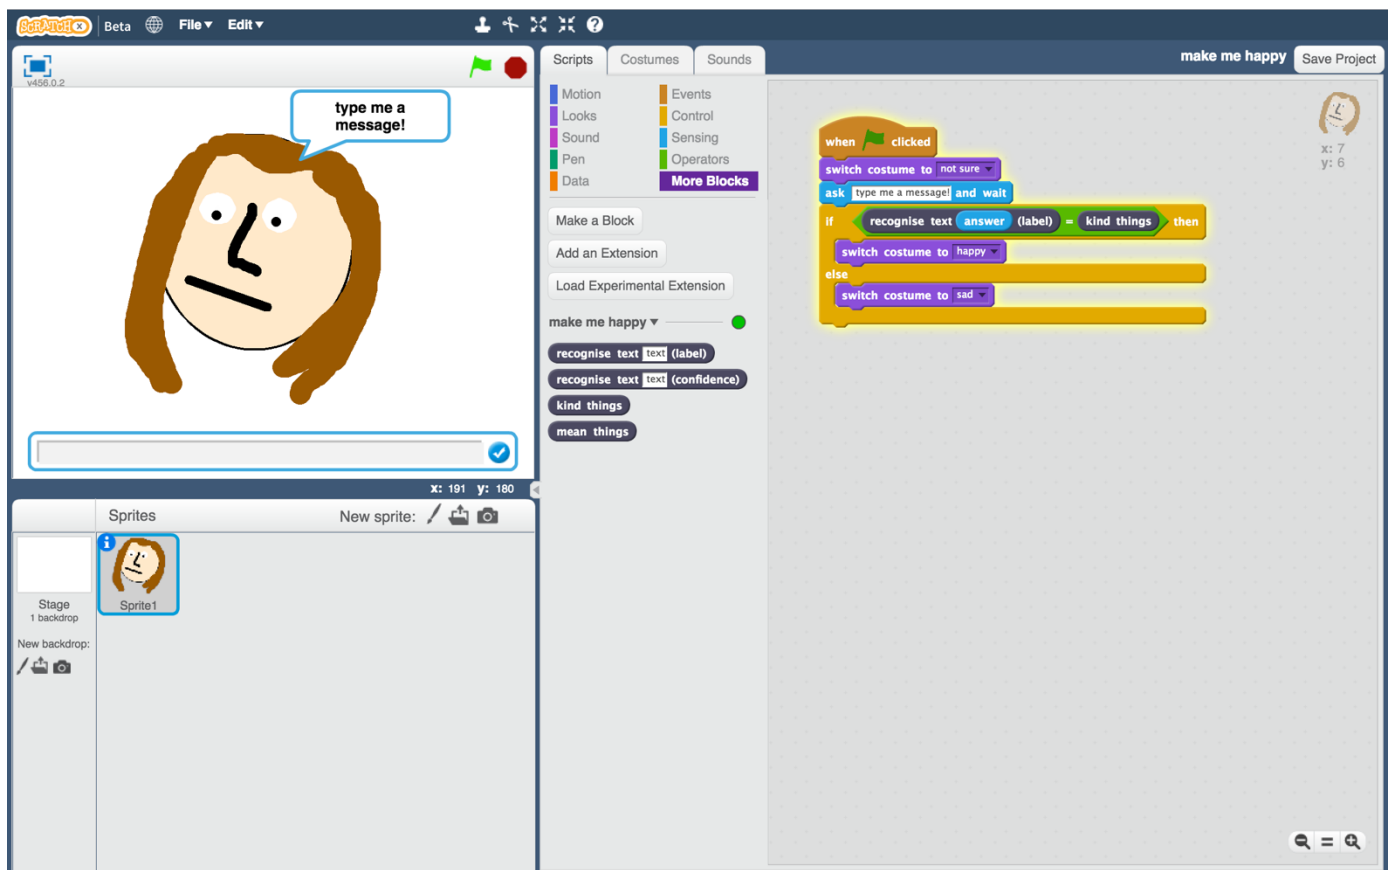 SCRATCHX Beta File Edit
v456.0.2
type me a
message!
x: 191 y: 180
Sprites New sprite:
Sprite1
Stage
1 backdrop
New backdrop:
Scripts Costumes Sounds
make me happy Save Project
Motion Events
Looks Control
Sound Sensing
Pen Operators
Data More Blocks
Make a Block
Add an Extension
Load Experimental Extension
make me happy
recognise text text (label)
recognise text text (confidence)
kind things
mean things
when clicked
switch costume to not sure
ask type me a message! and wait
if recognise text answer (label) = kind things then
switch costume to happy
else
switch costume to sad
x: 7
y: 6